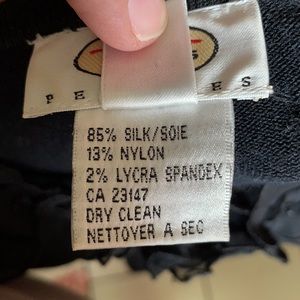 85% SILK/SOIE
13% NYLON
2% LYCRA SPANDEX
CA 23147
DRY CLEAN
NETTOYER A SEC